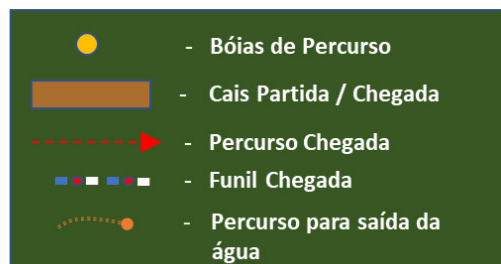 - Bóias de Percurso
- Cais Partida / Chegada
- Percurso Chegada
- Funil Chegada
- Percurso para saída da
água